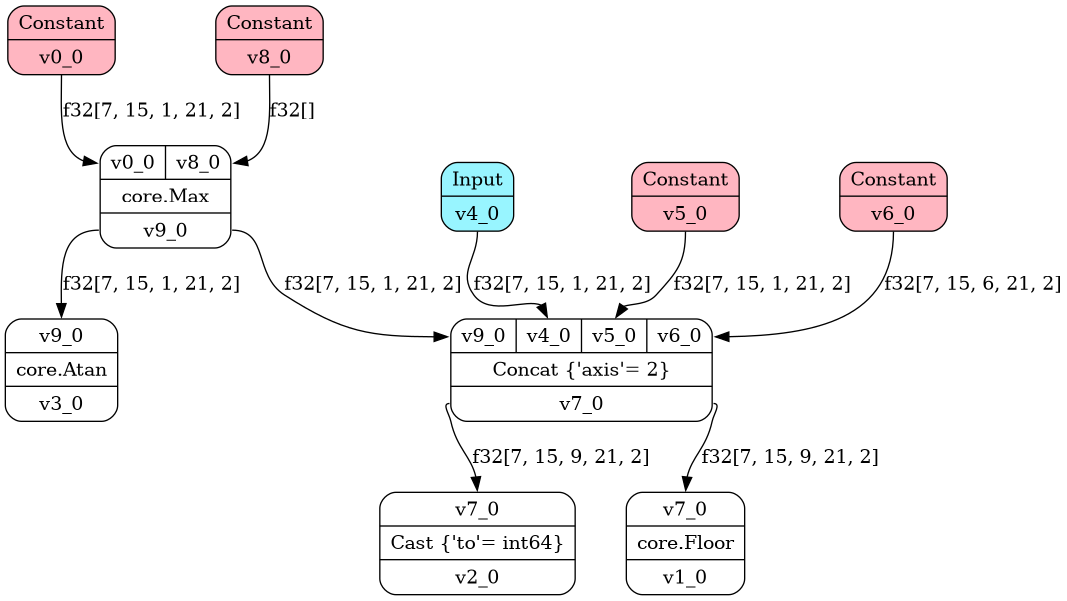 Constant
v0_0
Constant
v8_0
f32[7, 15, 1, 21, 2]
f32[]
v0_0 v8_0
core.Max
v9_0
Input
v4_0
Constant
v5_0
Constant
v6_0
f32[7, 15, 1, 21, 2]
f32[7, 15, 1, 21, 2]
f32[7, 15, 1, 21, 2]
f32[7, 15, 1, 21, 2]
f32[7, 15, 6, 21, 2]
v9_0
core.Atan
v3_0
v9_0 v4_0 v5_0 v6_0
Concat {'axis'= 2}
v7_0
f32[7, 15, 9, 21, 2]
f32[7, 15, 9, 21, 2]
v7_0
Cast {'to'= int64}
v2_0
v7_0
core.Floor
v1_0